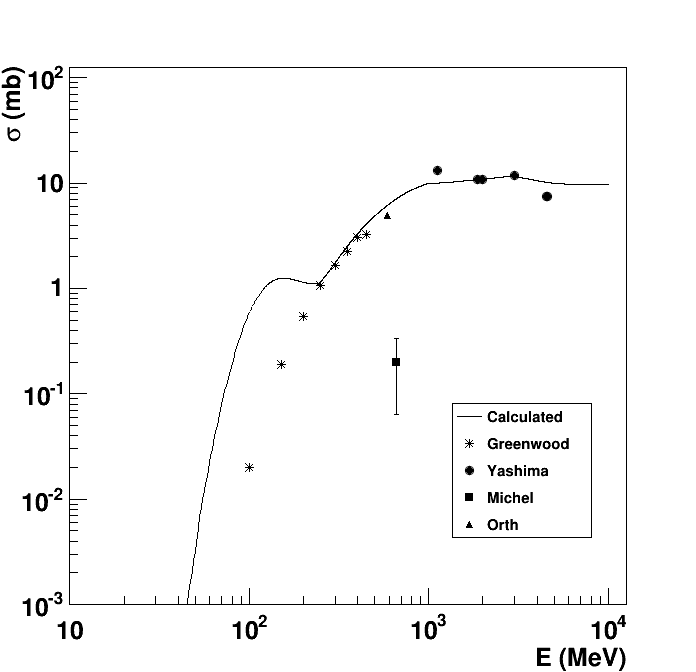 σ (mb)
10²
10
1
10⁻¹
10⁻²
10⁻³
Calculated
Greenwood
Yashima
Michel
Orth
10
10²
10³
10⁴
E (MeV)